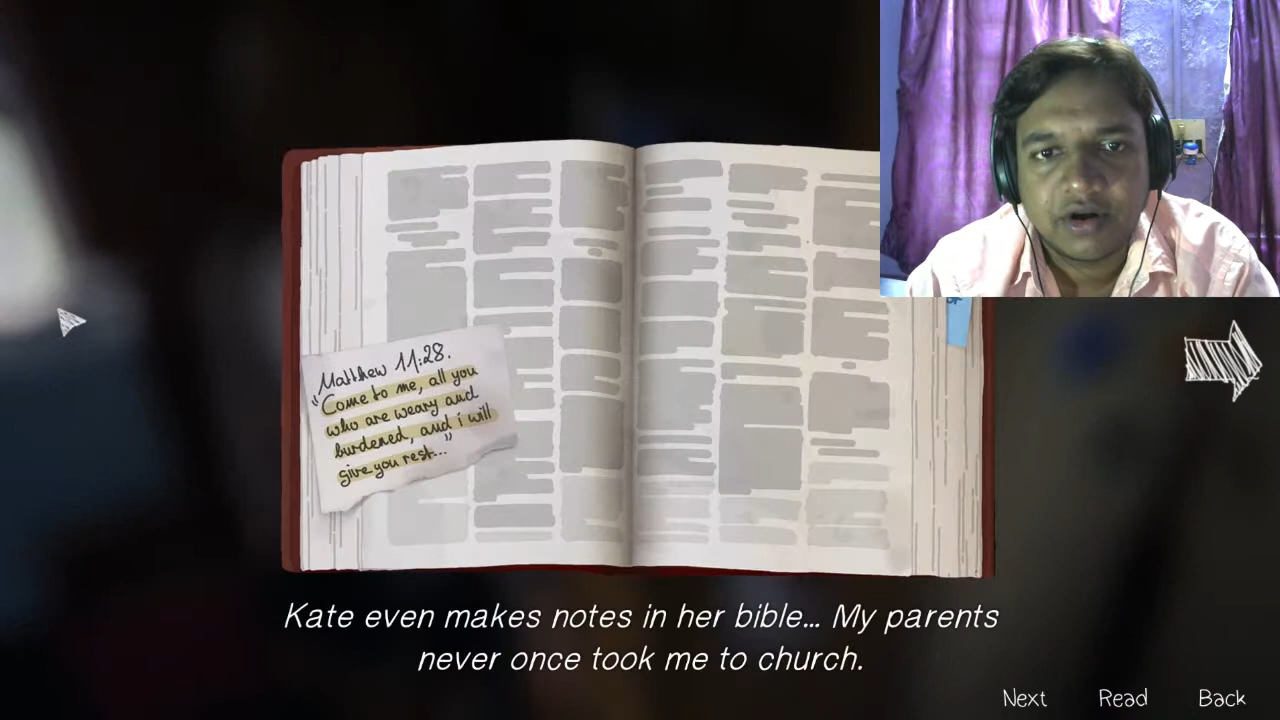 Matthew 11:28.
"Come to me, all you
who are weary and
burdened, and i will
give you rest..."
Kate even makes notes in her bible... My parents
never once took me to church.
Next Read Back